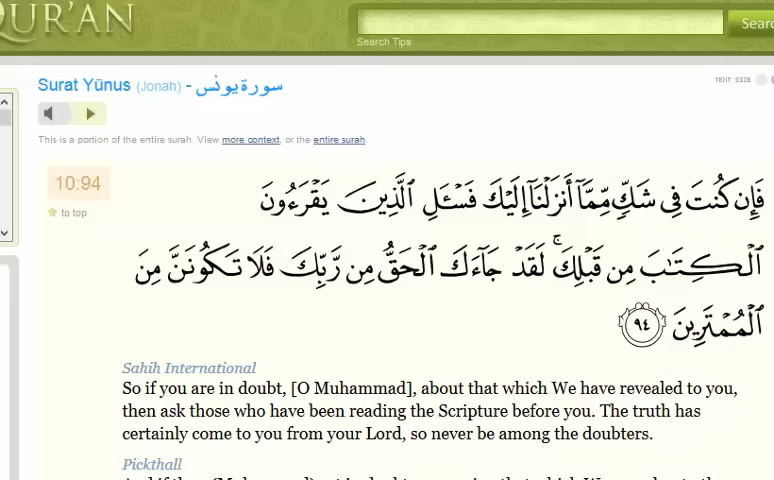 QUR'AN
Search Tips
Surat Yūnus (Jonah) - سورة يونس
TEXT SIZE
This is a portion of the entire surah. View more context, or the entire surah
10:94
to top
فَإِن كُنتَ فِي شَكٍّ مِّمَّا أَنزَلْنَا إِلَيْكَ فَسْـَٔلِ ٱلَّذِينَ يَقْرَءُونَ
ٱلْكِتَـٰبَ مِن قَبْلِكَ ۚ لَقَدْ جَآءَكَ ٱلْحَقُّ مِن رَّبِّكَ فَلَا تَكُونَنَّ مِنَ
ٱلْمُمْتَرِينَ ٩٤
Sahih International
So if you are in doubt, [O Muhammad], about that which We have revealed to you,
then ask those who have been reading the Scripture before you. The truth has
certainly come to you from your Lord, so never be among the doubters.
Pickthall